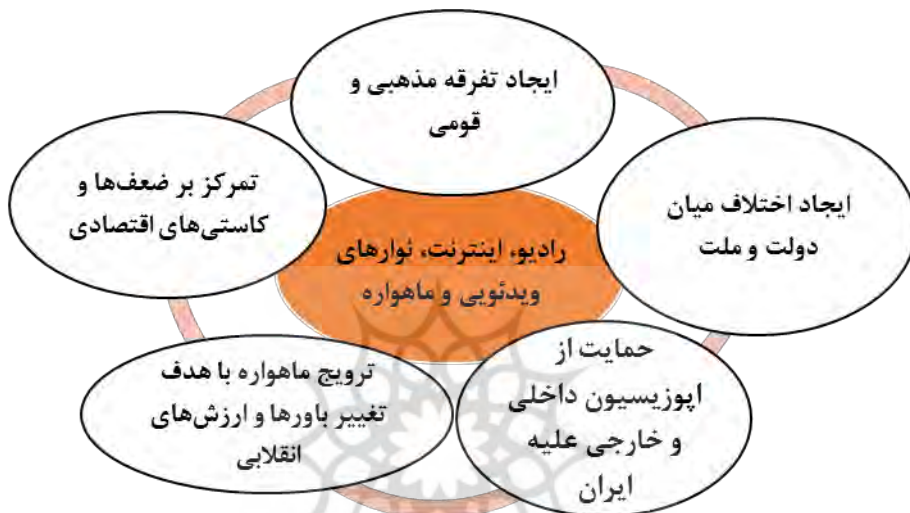 ایجاد تفرقه مذهبی و
قومی
ایجاد اختلاف میان
دولت و ملت
تمرکز بر ضعف‌ها و
کاستی‌های اقتصادی
رادیو، اینترنت، نوارهای
ویدئویی و ماهواره
حمایت از
اپوزیسیون داخلی
و خارجی علیه
ایران
ترویج ماهواره با هدف
تغییر باورها و ارزش‌های
انقلابی